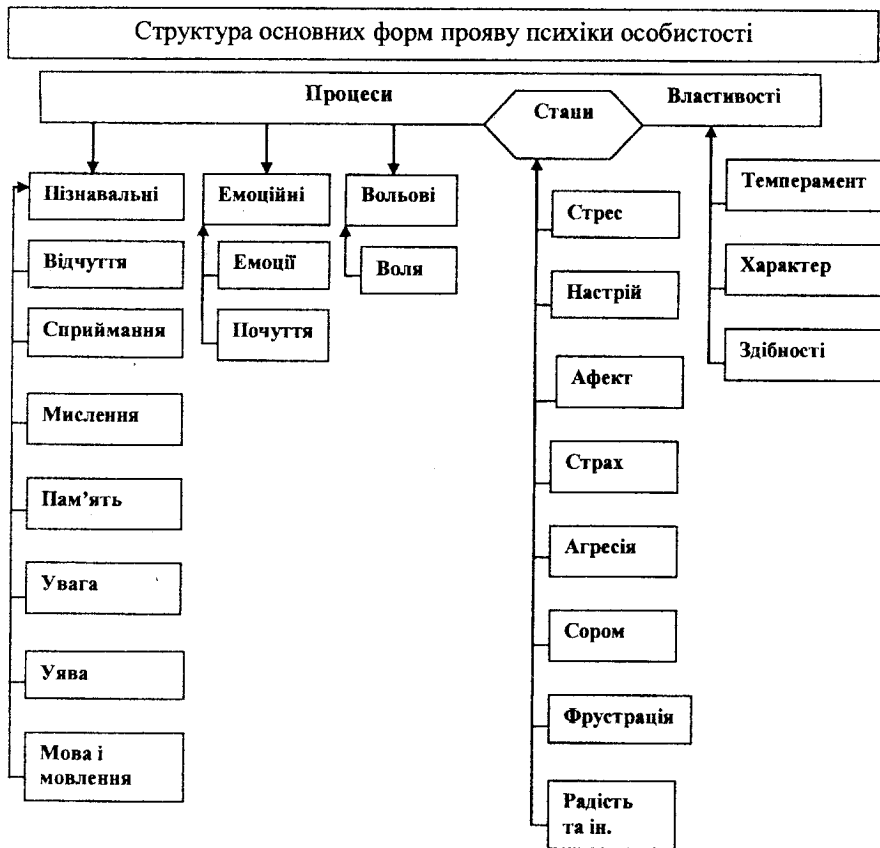 Структура основних форм прояву психіки особистості
Процеси
Стани
Властивості
Пізнавальні
Відчуття
Сприймання
Мислення
Пам’ять
Увага
Уява
Мова і
мовлення
Емоційні
Емоції
Почуття
Вольові
Воля
Стрес
Настрій
Афект
Страх
Агресія
Сором
Фрустрація
Радість
та ін.
Темперамент
Характер
Здібності